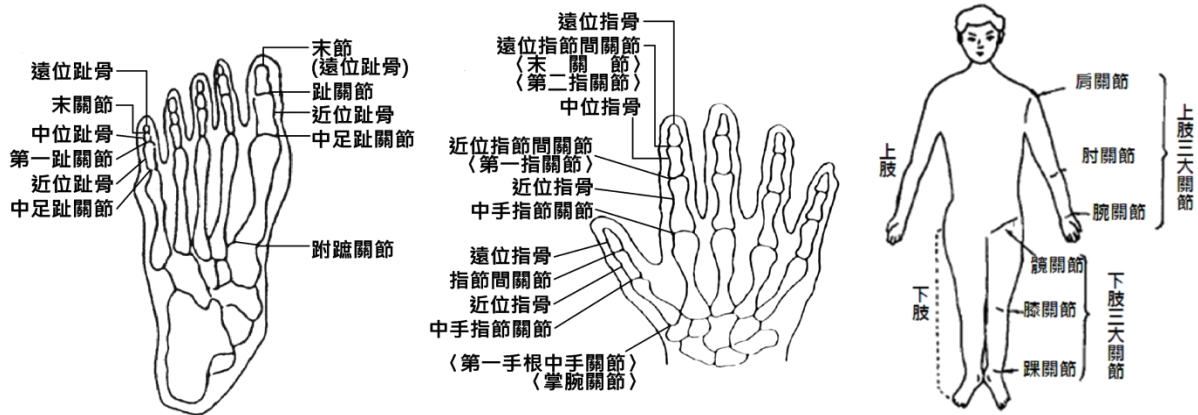 遠位趾骨
末關節
中位趾骨
第一趾關節
近位趾骨
中足趾關節
末節
(遠位趾骨)
趾關節
近位趾骨
中足趾關節
跗蹠關節
遠位指骨
遠位指節間關節
〈末關節〉
〈第二指關節〉
中位指骨
近位指節間關節
〈第一指關節〉
近位指骨
中手指節關節
遠位指骨
指節間關節
近位指骨
中手指節關節
〈第一手根中手關節〉
〈掌腕關節〉
上肢
肩關節
肘關節
腕關節
上肢三大關節
下肢
髖關節
膝關節
踝關節
下肢三大關節